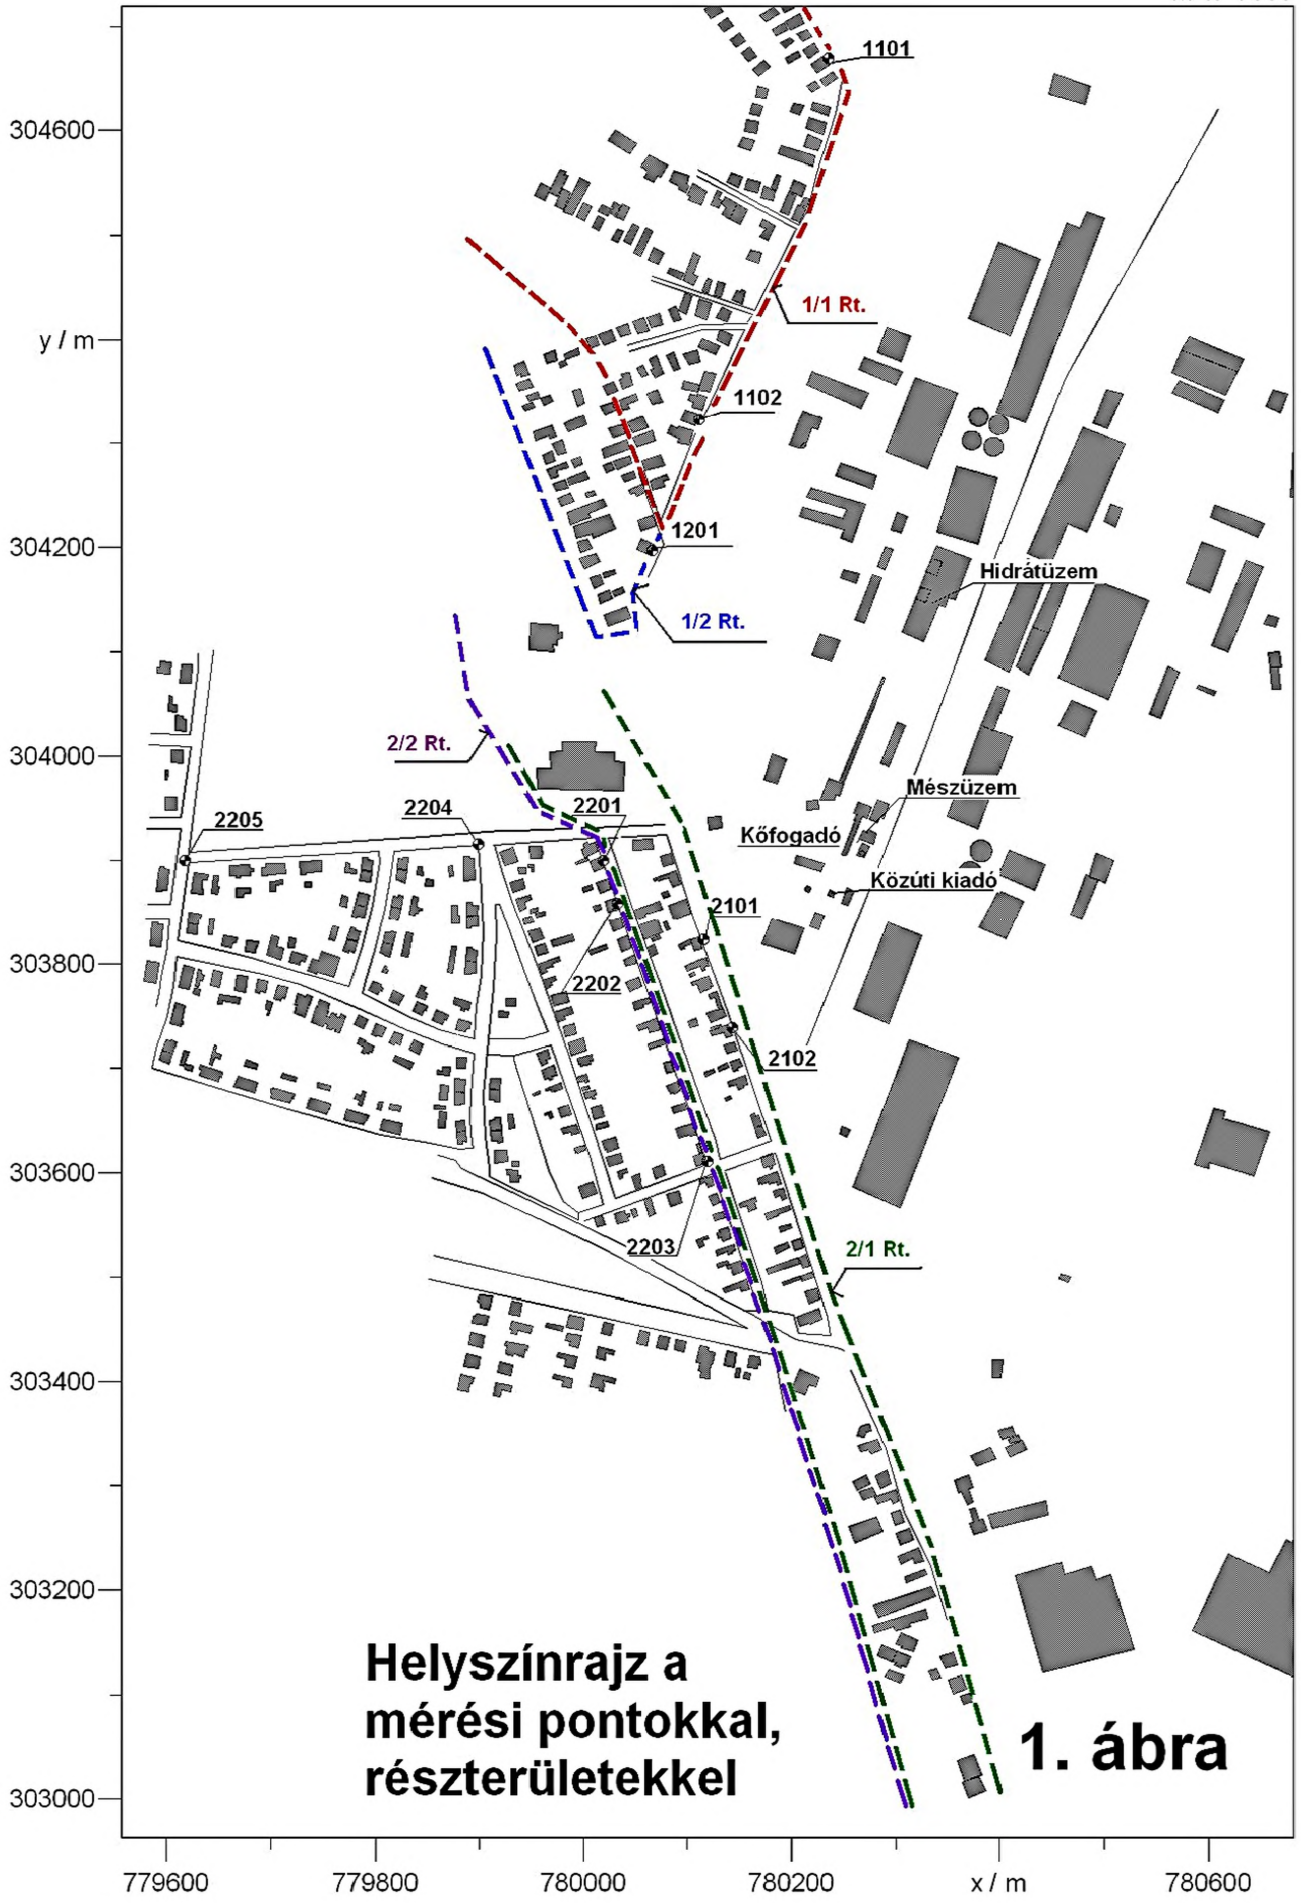 1101
304600
1/1 Rt.
y / m
1102
1201
304200
Hidrátüzem
1/2 Rt.
2/2 Rt.
304000
Mészüzem
2205
2204
2201
Kőfogadó
Közúti kiadó
2101
303800
2202
2102
303600
2203
2/1 Rt.
303400
303200
Helyszínrajz a
mérési pontokkal,
részterületekkel
1. ábra
303000
779600
779800
780000
780200
x / m
780600